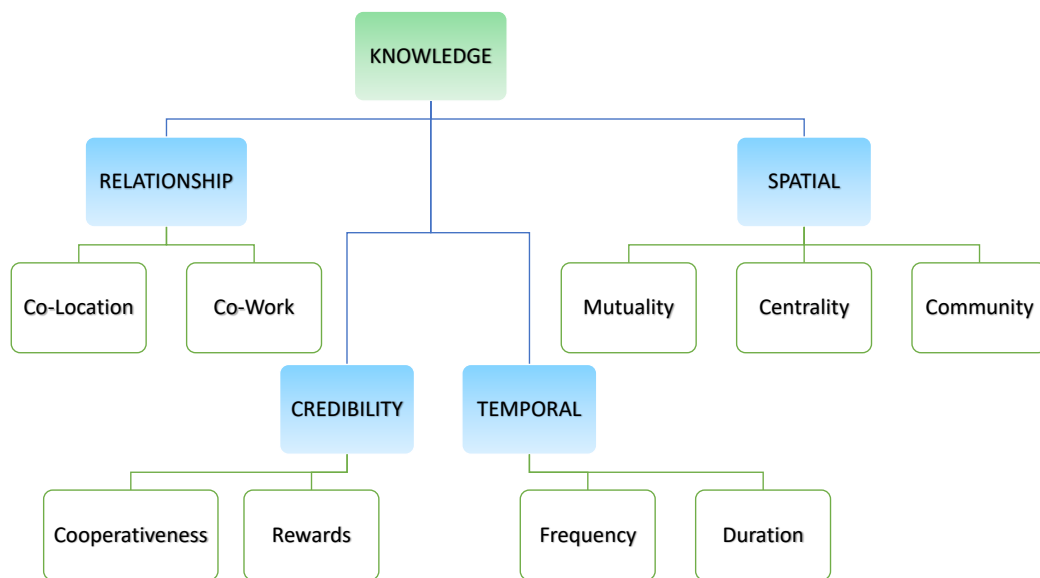 KNOWLEDGE
RELATIONSHIP
SPATIAL
Co-Location
Co-Work
Mutuality
Centrality
Community
CREDIBILITY
TEMPORAL
Cooperativeness
Rewards
Frequency
Duration